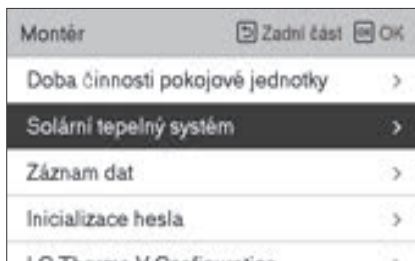 Montér Zadní část OK
Doba činnosti pokojové jednotky
Solární tepelný systém
Záznam dat
Inicializace hesla